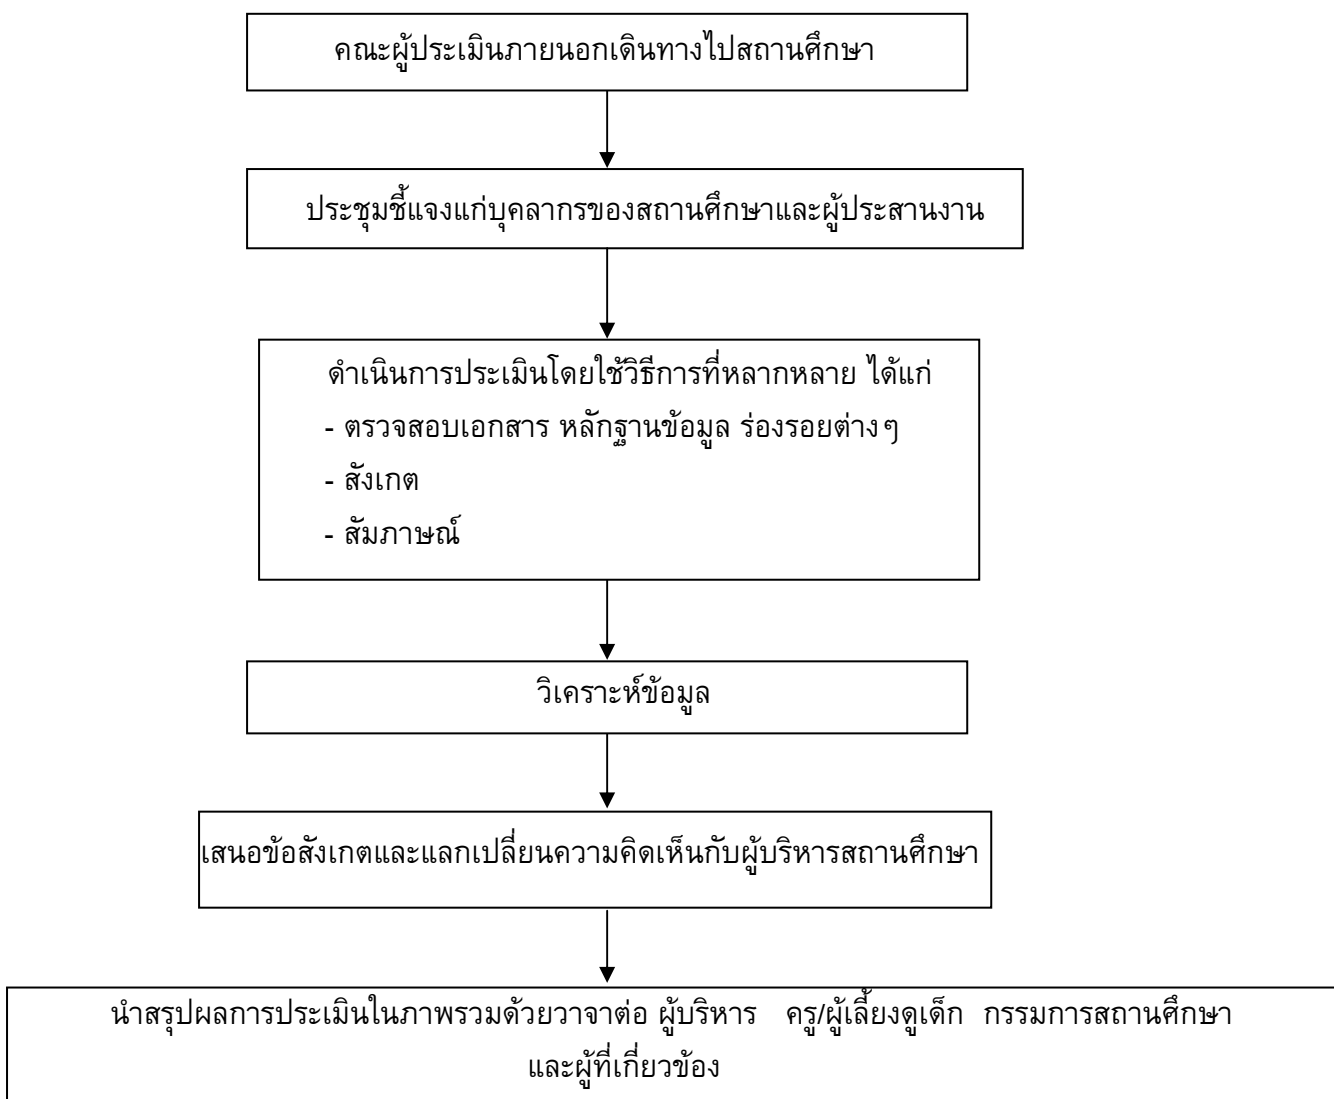 คณะผู้ประเมินภายนอกเดินทางไปสถานศึกษา
ประชุมชี้แจงแก่บุคลากรของสถานศึกษาและผู้ประสานงาน
ดำเนินการประเมินโดยใช้วิธีการที่หลากหลาย ได้แก่
- ตรวจสอบเอกสาร หลักฐานข้อมูล ร่องรอยต่างๆ
- สังเกต
- สัมภาษณ์
วิเคราะห์ข้อมูล
เสนอข้อสังเกตและแลกเปลี่ยนความคิดเห็นกับผู้บริหารสถานศึกษา
นำสรุปผลการประเมินในภาพรวมด้วยวาจาต่อ ผู้บริหาร ครู/ผู้เลี้ยงดูเด็ก กรรมการสถานศึกษา
และผู้ที่เกี่ยวข้อง